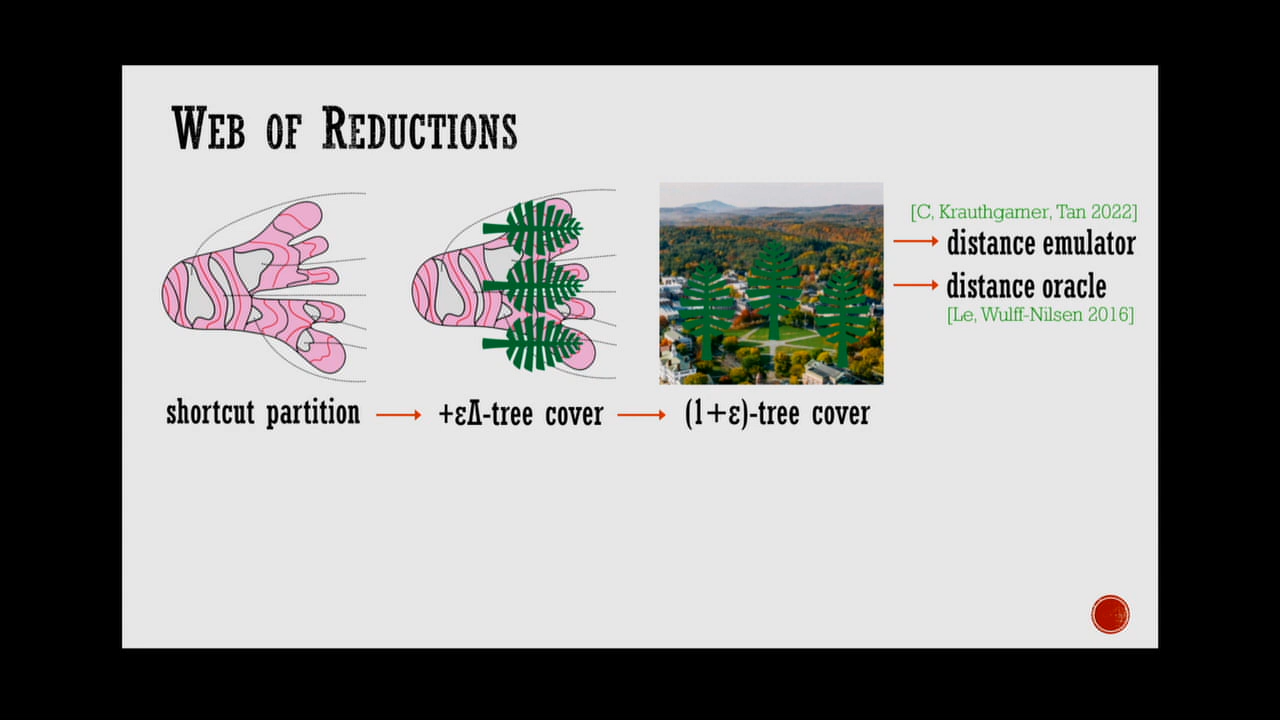 WEB OF REDUCTIONS
[C, Krauthgamer, Tan 2022]
distance emulator
distance oracle
[Le, Wulff-Nilsen 2016]
shortcut partition
+εΔ-tree cover
(1+ε)-tree cover